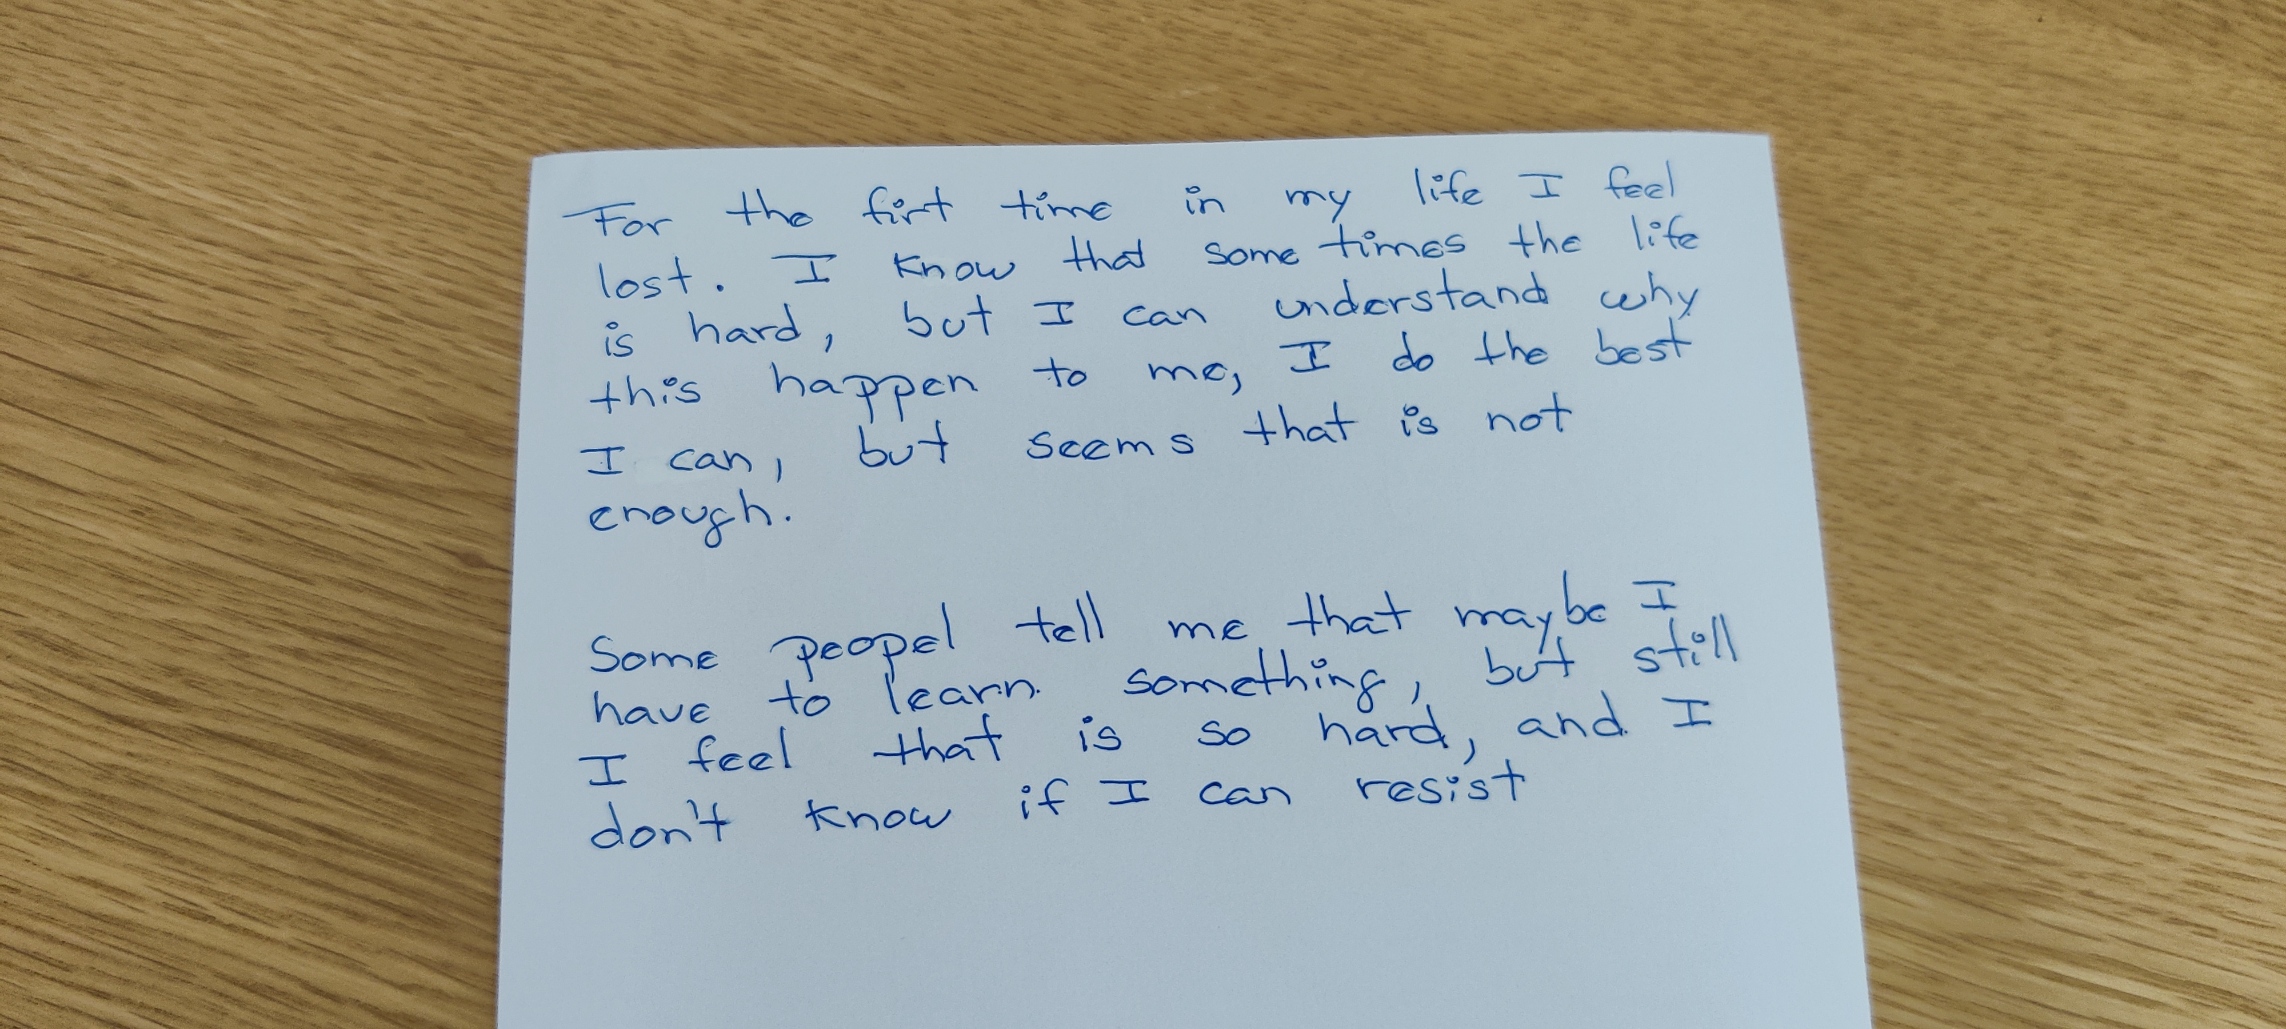 For the firt time in my life I feel
lost. I know that some times the life
is hard, but I can understand why
this happen to me, I do the best
I can, but seems that is not
enough.
Some peopel tell me that maybe I
have to learn something, but still
I feel that is so hard, and I
don't know if I can resist